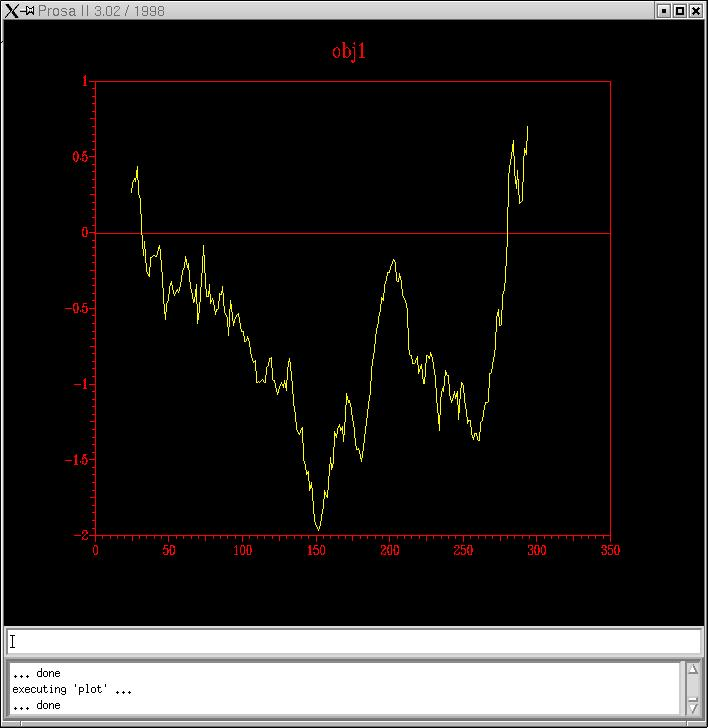 Prosa II 3.02 / 1998
obj1
1
0.5
0
-0.5
-1
-1.5
-2
0 50 100 150 200 250 300 350
... done
executing 'plot' ...
... done